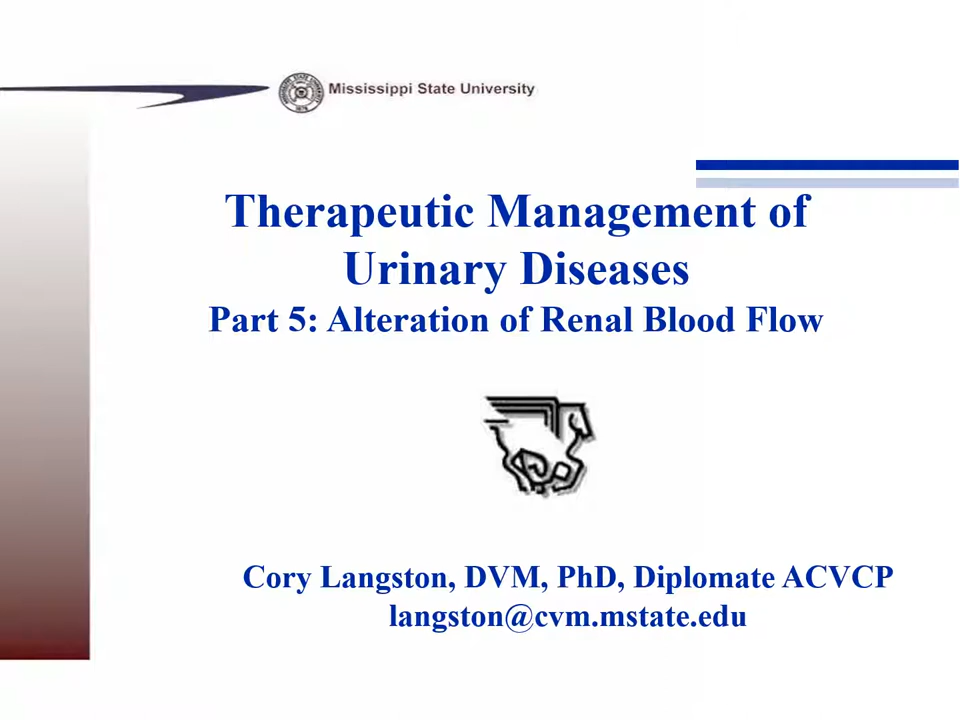 Mississippi State University
Therapeutic Management of
Urinary Diseases
Part 5: Alteration of Renal Blood Flow
Cory Langston, DVM, PhD, Diplomate ACVCP
langston@cvm.mstate.edu